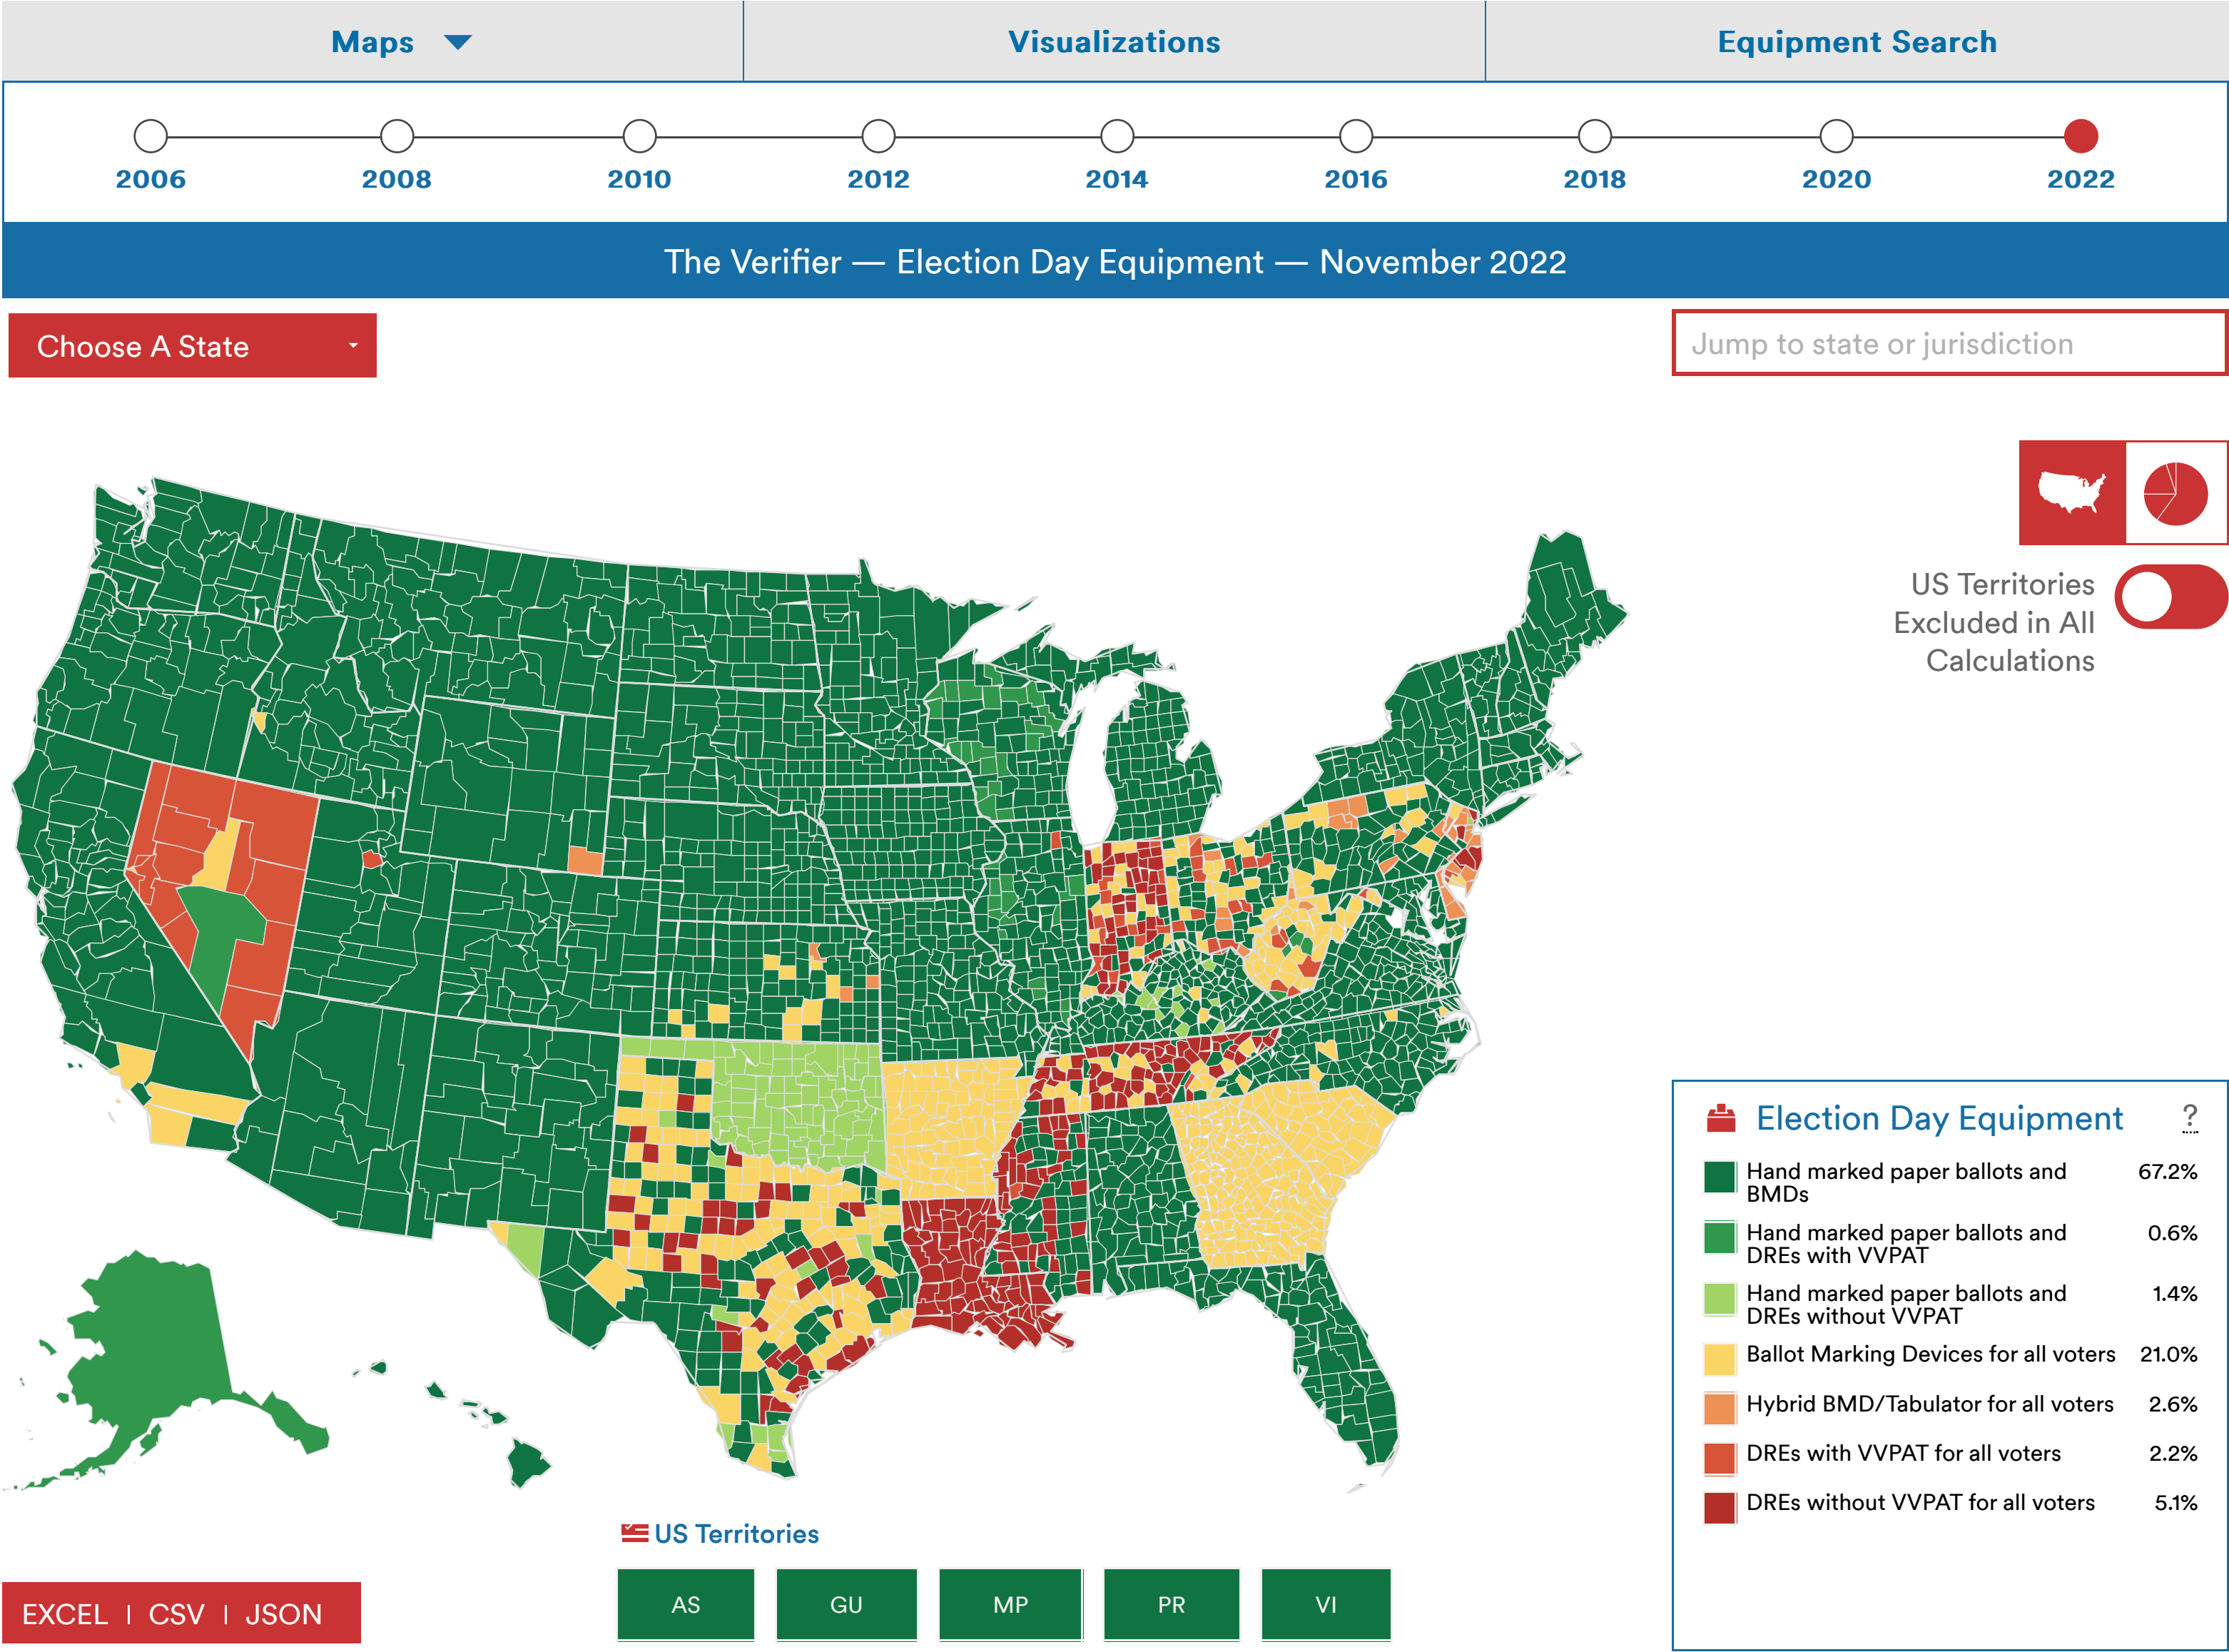 Maps
Visualizations
Equipment Search
2006
2008
2010
2012
2014
2016
2018
2020
2022
The Verifier — Election Day Equipment — November 2022
Choose A State
Jump to state or jurisdiction
US Territories
Excluded in All
Calculations
Election Day Equipment ?
Hand marked paper ballots and 67.2%
BMDs
Hand marked paper ballots and 0.6%
DREs with VVPAT
Hand marked paper ballots and 1.4%
DREs without VVPAT
Ballot Marking Devices for all voters 21.0%
Hybrid BMD/Tabulator for all voters 2.6%
DREs with VVPAT for all voters 2.2%
DREs without VVPAT for all voters 5.1%
US Territories
AS
GU
MP
PR
VI
EXCEL | CSV | JSON